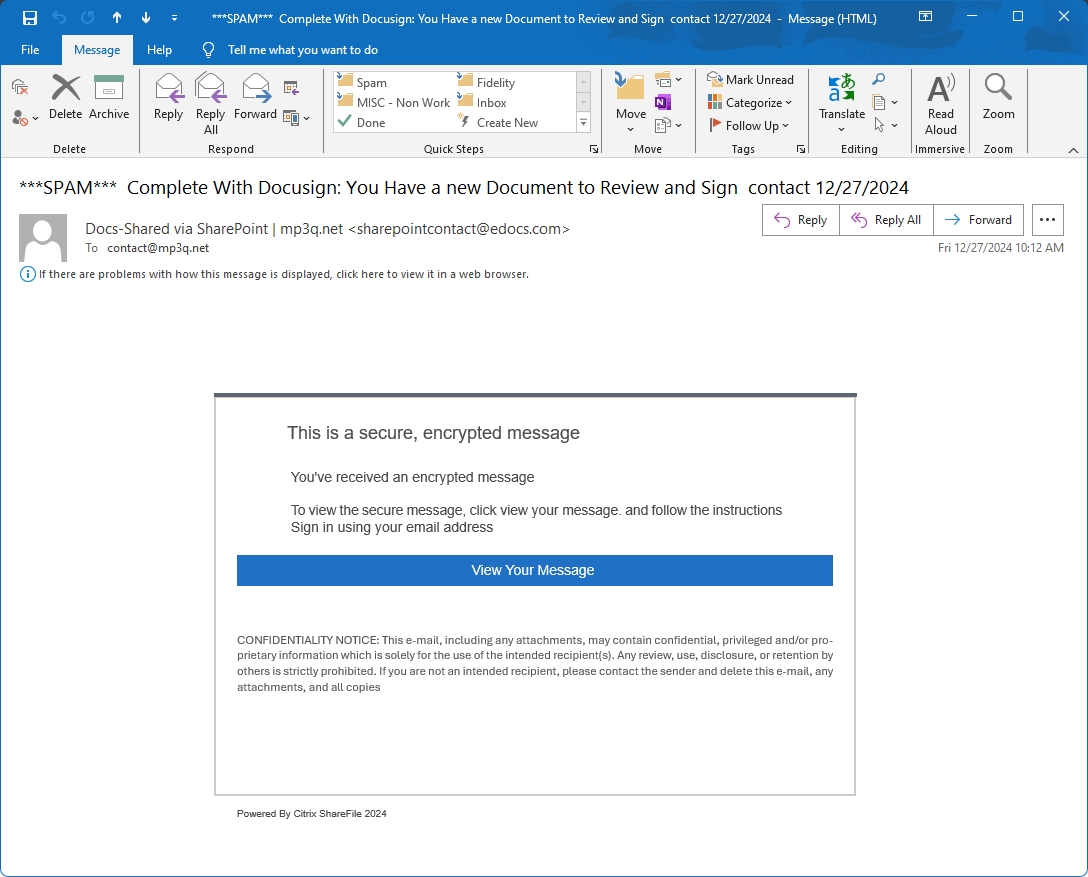 ***SPAM***  Complete With Docusign: You Have a new Document to Review and Sign  contact 12/27/2024  -  Message (HTML)
File Message Help Tell me what you want to do
Delete Archive
Delete
Reply Reply All Forward
Respond
Spam Fidelity
MISC - Non Work Inbox
Done Create New
Quick Steps
Move
Move
Mark Unread
Categorize
Follow Up
Tags
Translate
Editing
Read Aloud
Immersive
Zoom
Zoom
***SPAM***  Complete With Docusign: You Have a new Document to Review and Sign  contact 12/27/2024
Docs-Shared via SharePoint | mp3q.net <sharepointcontact@edocs.com>
To contact@mp3q.net
Reply Reply All Forward
Fri 12/27/2024 10:12 AM
If there are problems with how this message is displayed, click here to view it in a web browser.
This is a secure, encrypted message
You've received an encrypted message
To view the secure message, click view your message. and follow the instructions
Sign in using your email address
View Your Message
CONFIDENTIALITY NOTICE: This e-mail, including any attachments, may contain confidential, privileged and/or pro-
prietary information which is solely for the use of the intended recipient(s). Any review, use, disclosure, or retention by
others is strictly prohibited. If you are not an intended recipient, please contact the sender and delete this e-mail, any
attachments, and all copies
Powered By Citrix ShareFile 2024